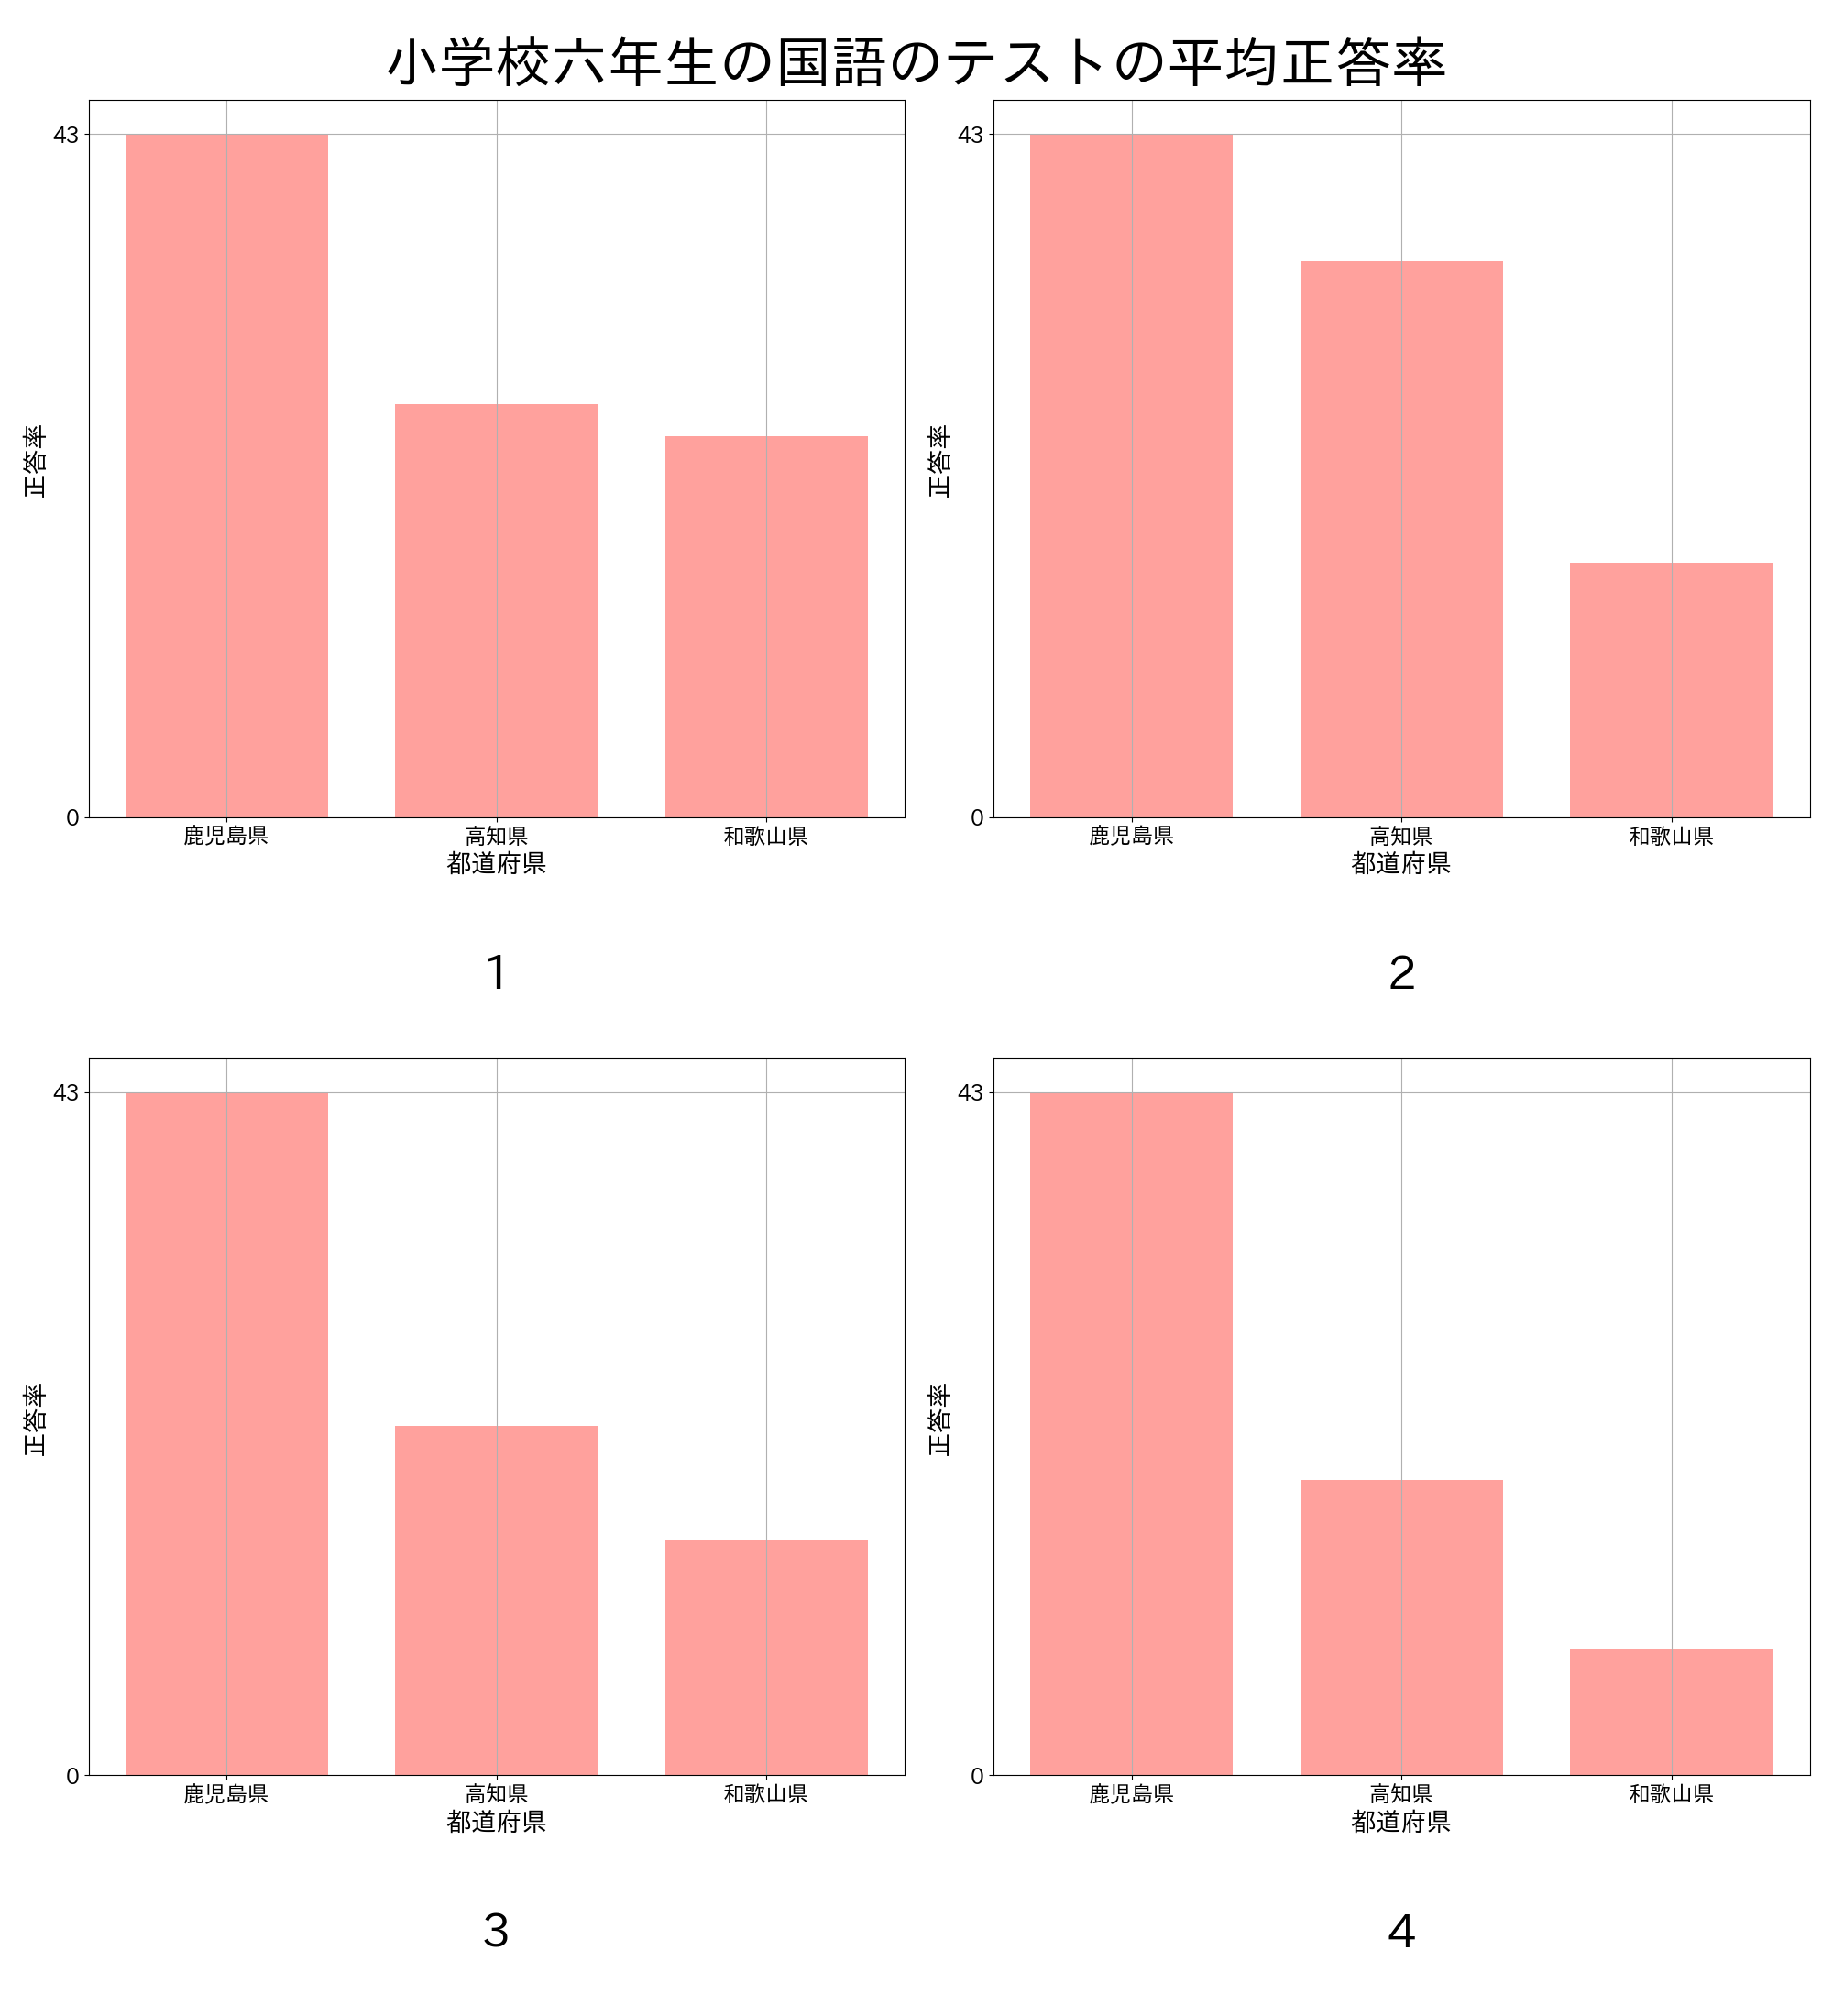 小学校六年生の国語のテストの平均正答率
43
0
正答率
鹿児島県 高知県 和歌山県
都道府県
1
43
0
正答率
鹿児島県 高知県 和歌山県
都道府県
2
43
0
正答率
鹿児島県 高知県 和歌山県
都道府県
3
43
0
正答率
鹿児島県 高知県 和歌山県
都道府県
4